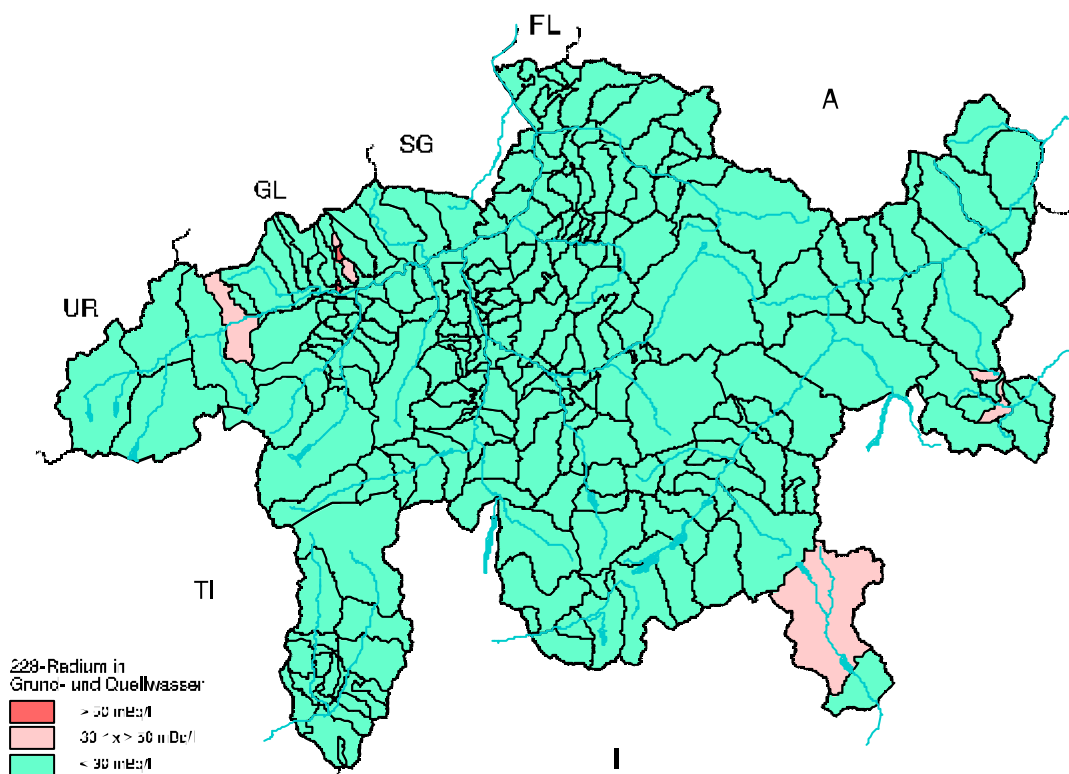 FL
A
SG
GL
UR
TI
228-Radium in
Grund- und Quellwasser
> 50 mBq/l
30 < x > 50 mBq/l
< 30 mBq/l
I